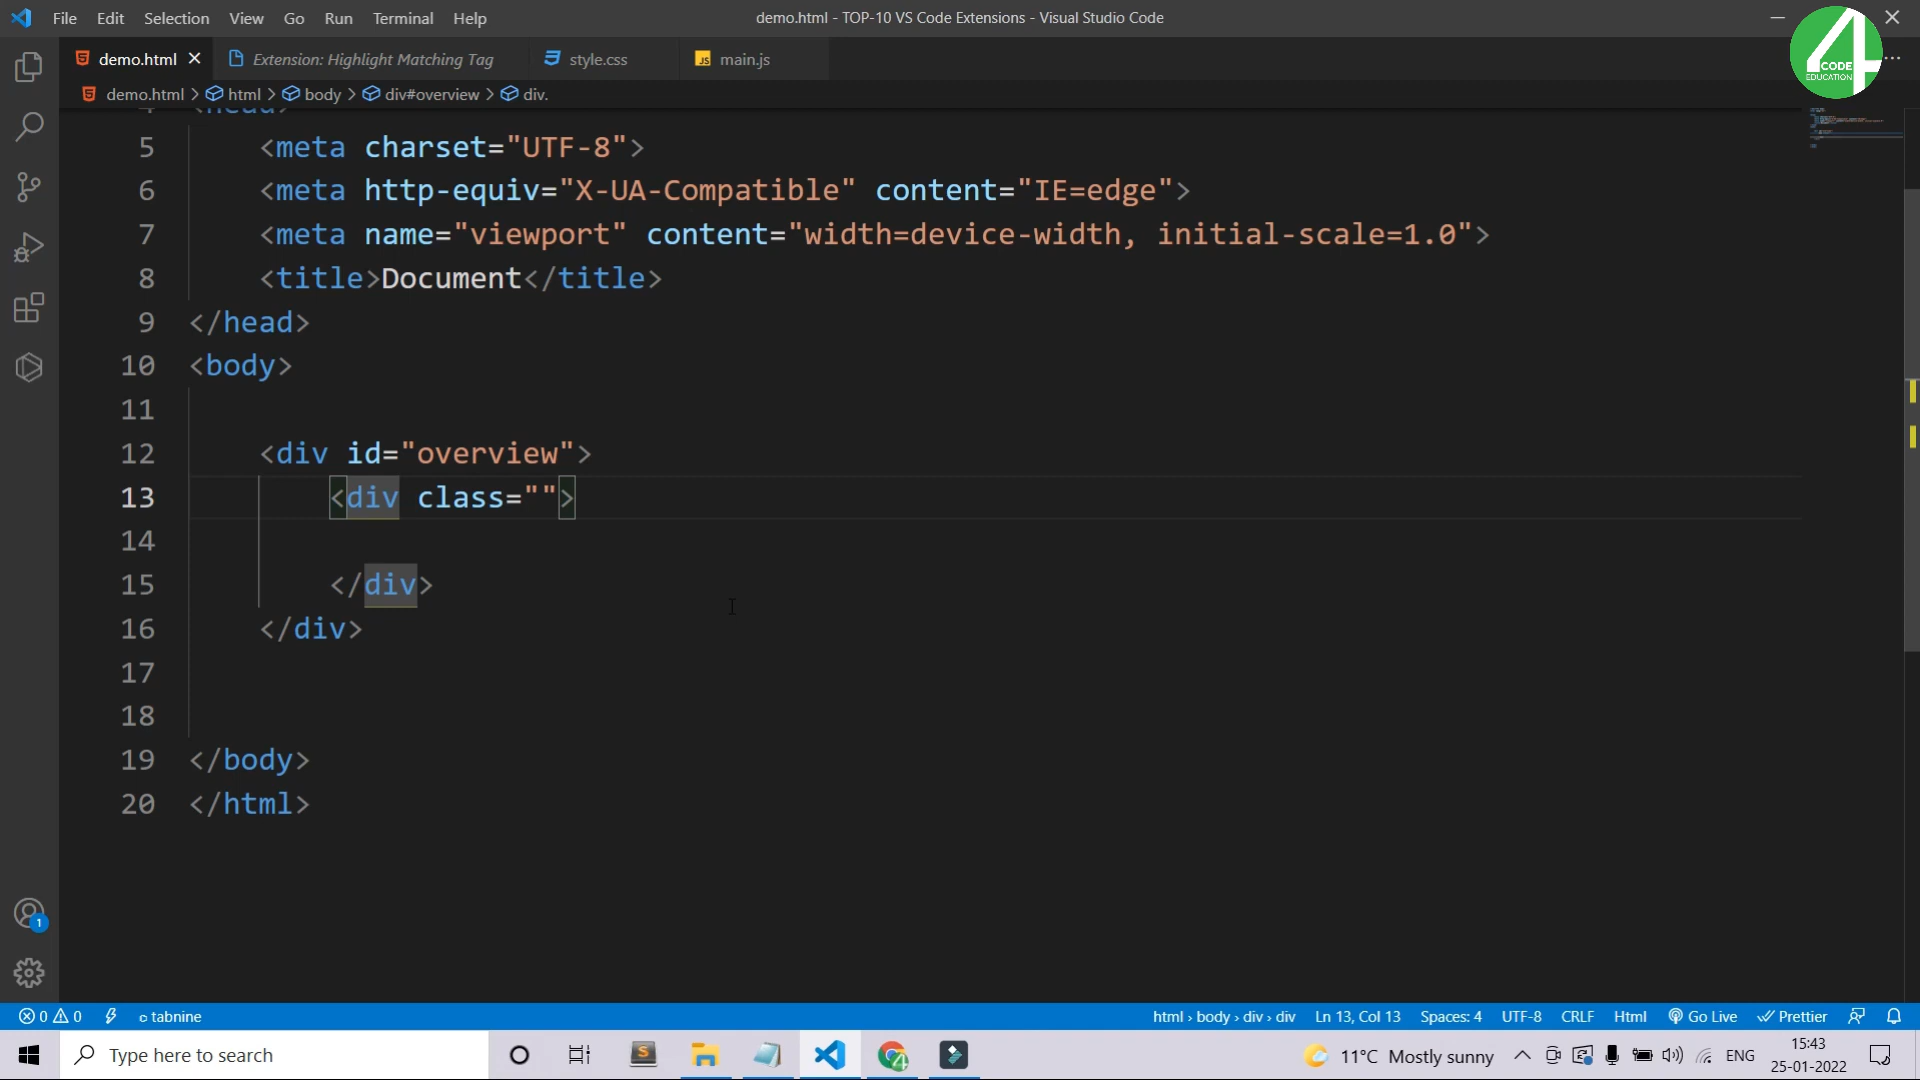 File Edit Selection View Go Run Terminal Help
demo.html - TOP-10 VS Code Extensions - Visual Studio Code
4
CODE
EDUCATION
demo.html Extension: Highlight Matching Tag style.css JS main.js
demo.html > html > body > div#overview > div.
<head>
5 <meta charset="UTF-8">
6 <meta http-equiv="X-UA-Compatible" content="IE=edge">
7 <meta name="viewport" content="width=device-width, initial-scale=1.0">
8 <title>Document</title>
9 </head>
10 <body>
11
12 <div id="overview">
13 <div class="">
14
15 </div>
16 </div>
17
18
19 </body>
20 </html>
1
0 0 tabnine html › body › div › div Ln 13, Col 13 Spaces: 4 UTF-8 CRLF Html Go Live Prettier
Type here to search 11°C Mostly sunny ENG 15:43
25-01-2022